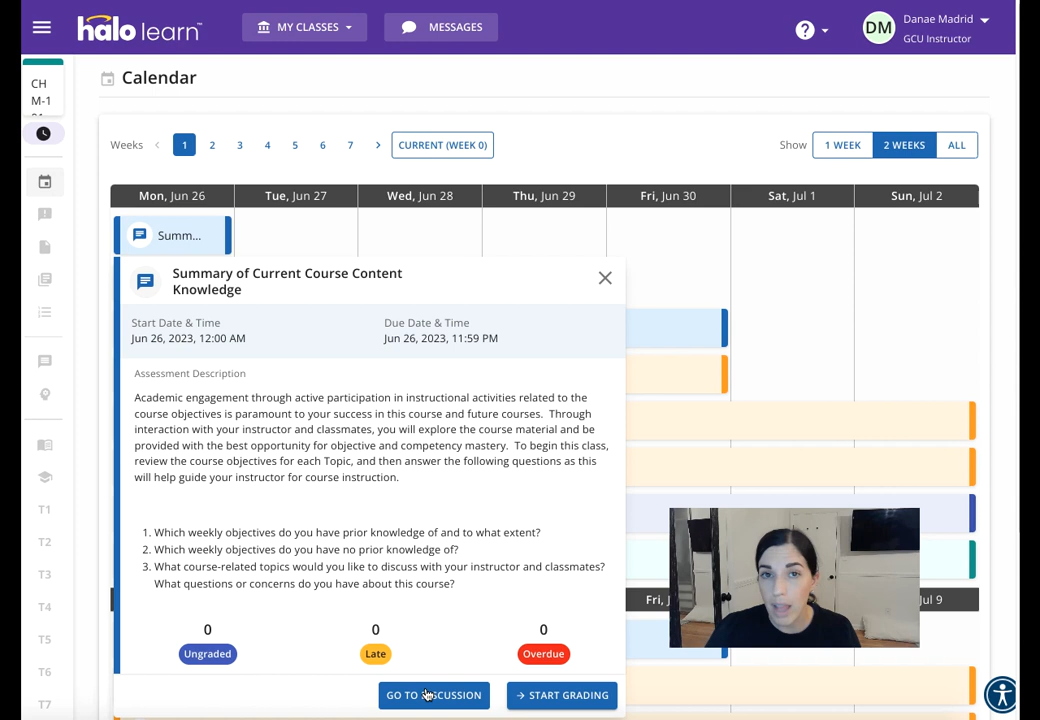 halo learn
MY CLASSES
MESSAGES
?
DM
Danae Madrid
GCU Instructor
CH
M-1
Calendar
Weeks < 1 2 3 4 5 6 7 > CURRENT (WEEK 0)
Show 1 WEEK 2 WEEKS ALL
Mon, Jun 26 Tue, Jun 27 Wed, Jun 28 Thu, Jun 29 Fri, Jun 30 Sat, Jul 1 Sun, Jul 2
Summ...
Summary of Current Course Content
Knowledge
Start Date & Time
Jun 26, 2023, 12:00 AM
Due Date & Time
Jun 26, 2023, 11:59 PM
Assessment Description
Academic engagement through active participation in instructional activities related to the
course objectives is paramount to your success in this course and future courses. Through
interaction with your instructor and classmates, you will explore the course material and be
provided with the best opportunity for objective and competency mastery. To begin this class,
review the course objectives for each Topic, and then answer the following questions as this
will help guide your instructor for course instruction.
1. Which weekly objectives do you have prior knowledge of and to what extent?
2. Which weekly objectives do you have no prior knowledge of?
3. What course-related topics would you like to discuss with your instructor and classmates?
What questions or concerns do you have about this course?
0 0 0
Ungraded Late Overdue
GO TO DISCUSSION
→ START GRADING
Fri, J
Jul 9
T1
T2
T3
T4
T5
T6
T7